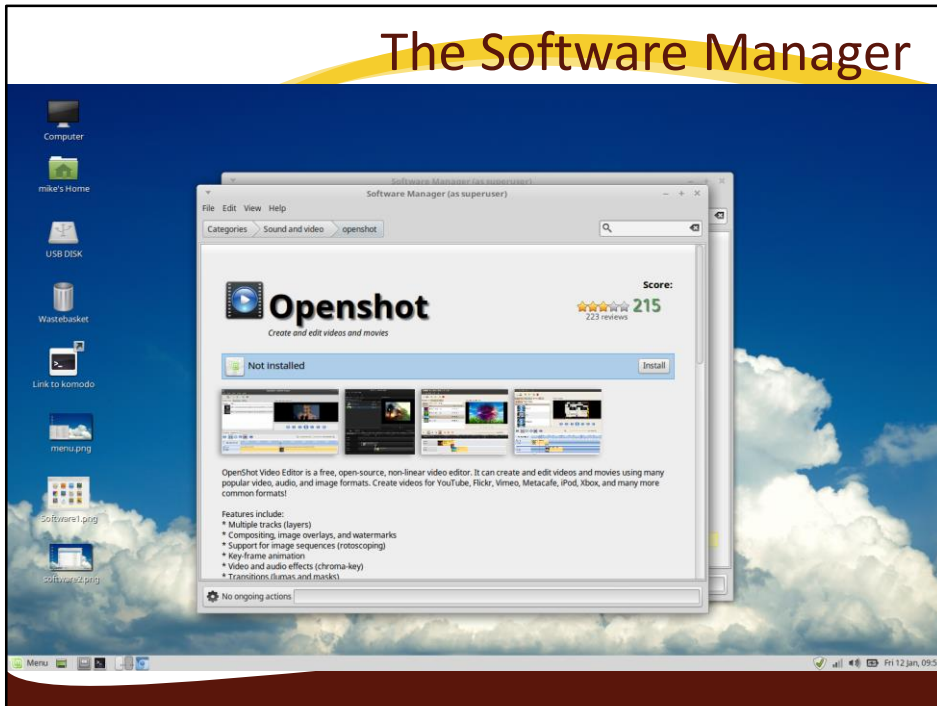 The Software Manager
Computer
mike's Home
USB DISK
Wastebasket
Link to komodo
menu.png
Software1.png
software2.png
Software Manager (as superuser)
Software Manager (as superuser)
File Edit View Help
Categories Sound and video openshot
Openshot
Create and edit videos and movies
Score:
215
223 reviews
Not installed
Install
OpenShot Video Editor is a free, open-source, non-linear video editor. It can create and edit videos and movies using many
popular video, audio, and image formats. Create videos for YouTube, Flickr, Vimeo, Metacafe, iPod, Xbox, and many more
common formats!
Features include:
* Multiple tracks (layers)
* Compositing, image overlays, and watermarks
* Support for image sequences (rotoscoping)
* Key-frame animation
* Video and audio effects (chroma-key)
* Transitions (lumas and masks)
No ongoing actions
Menu
Fri 12 Jan, 09:5